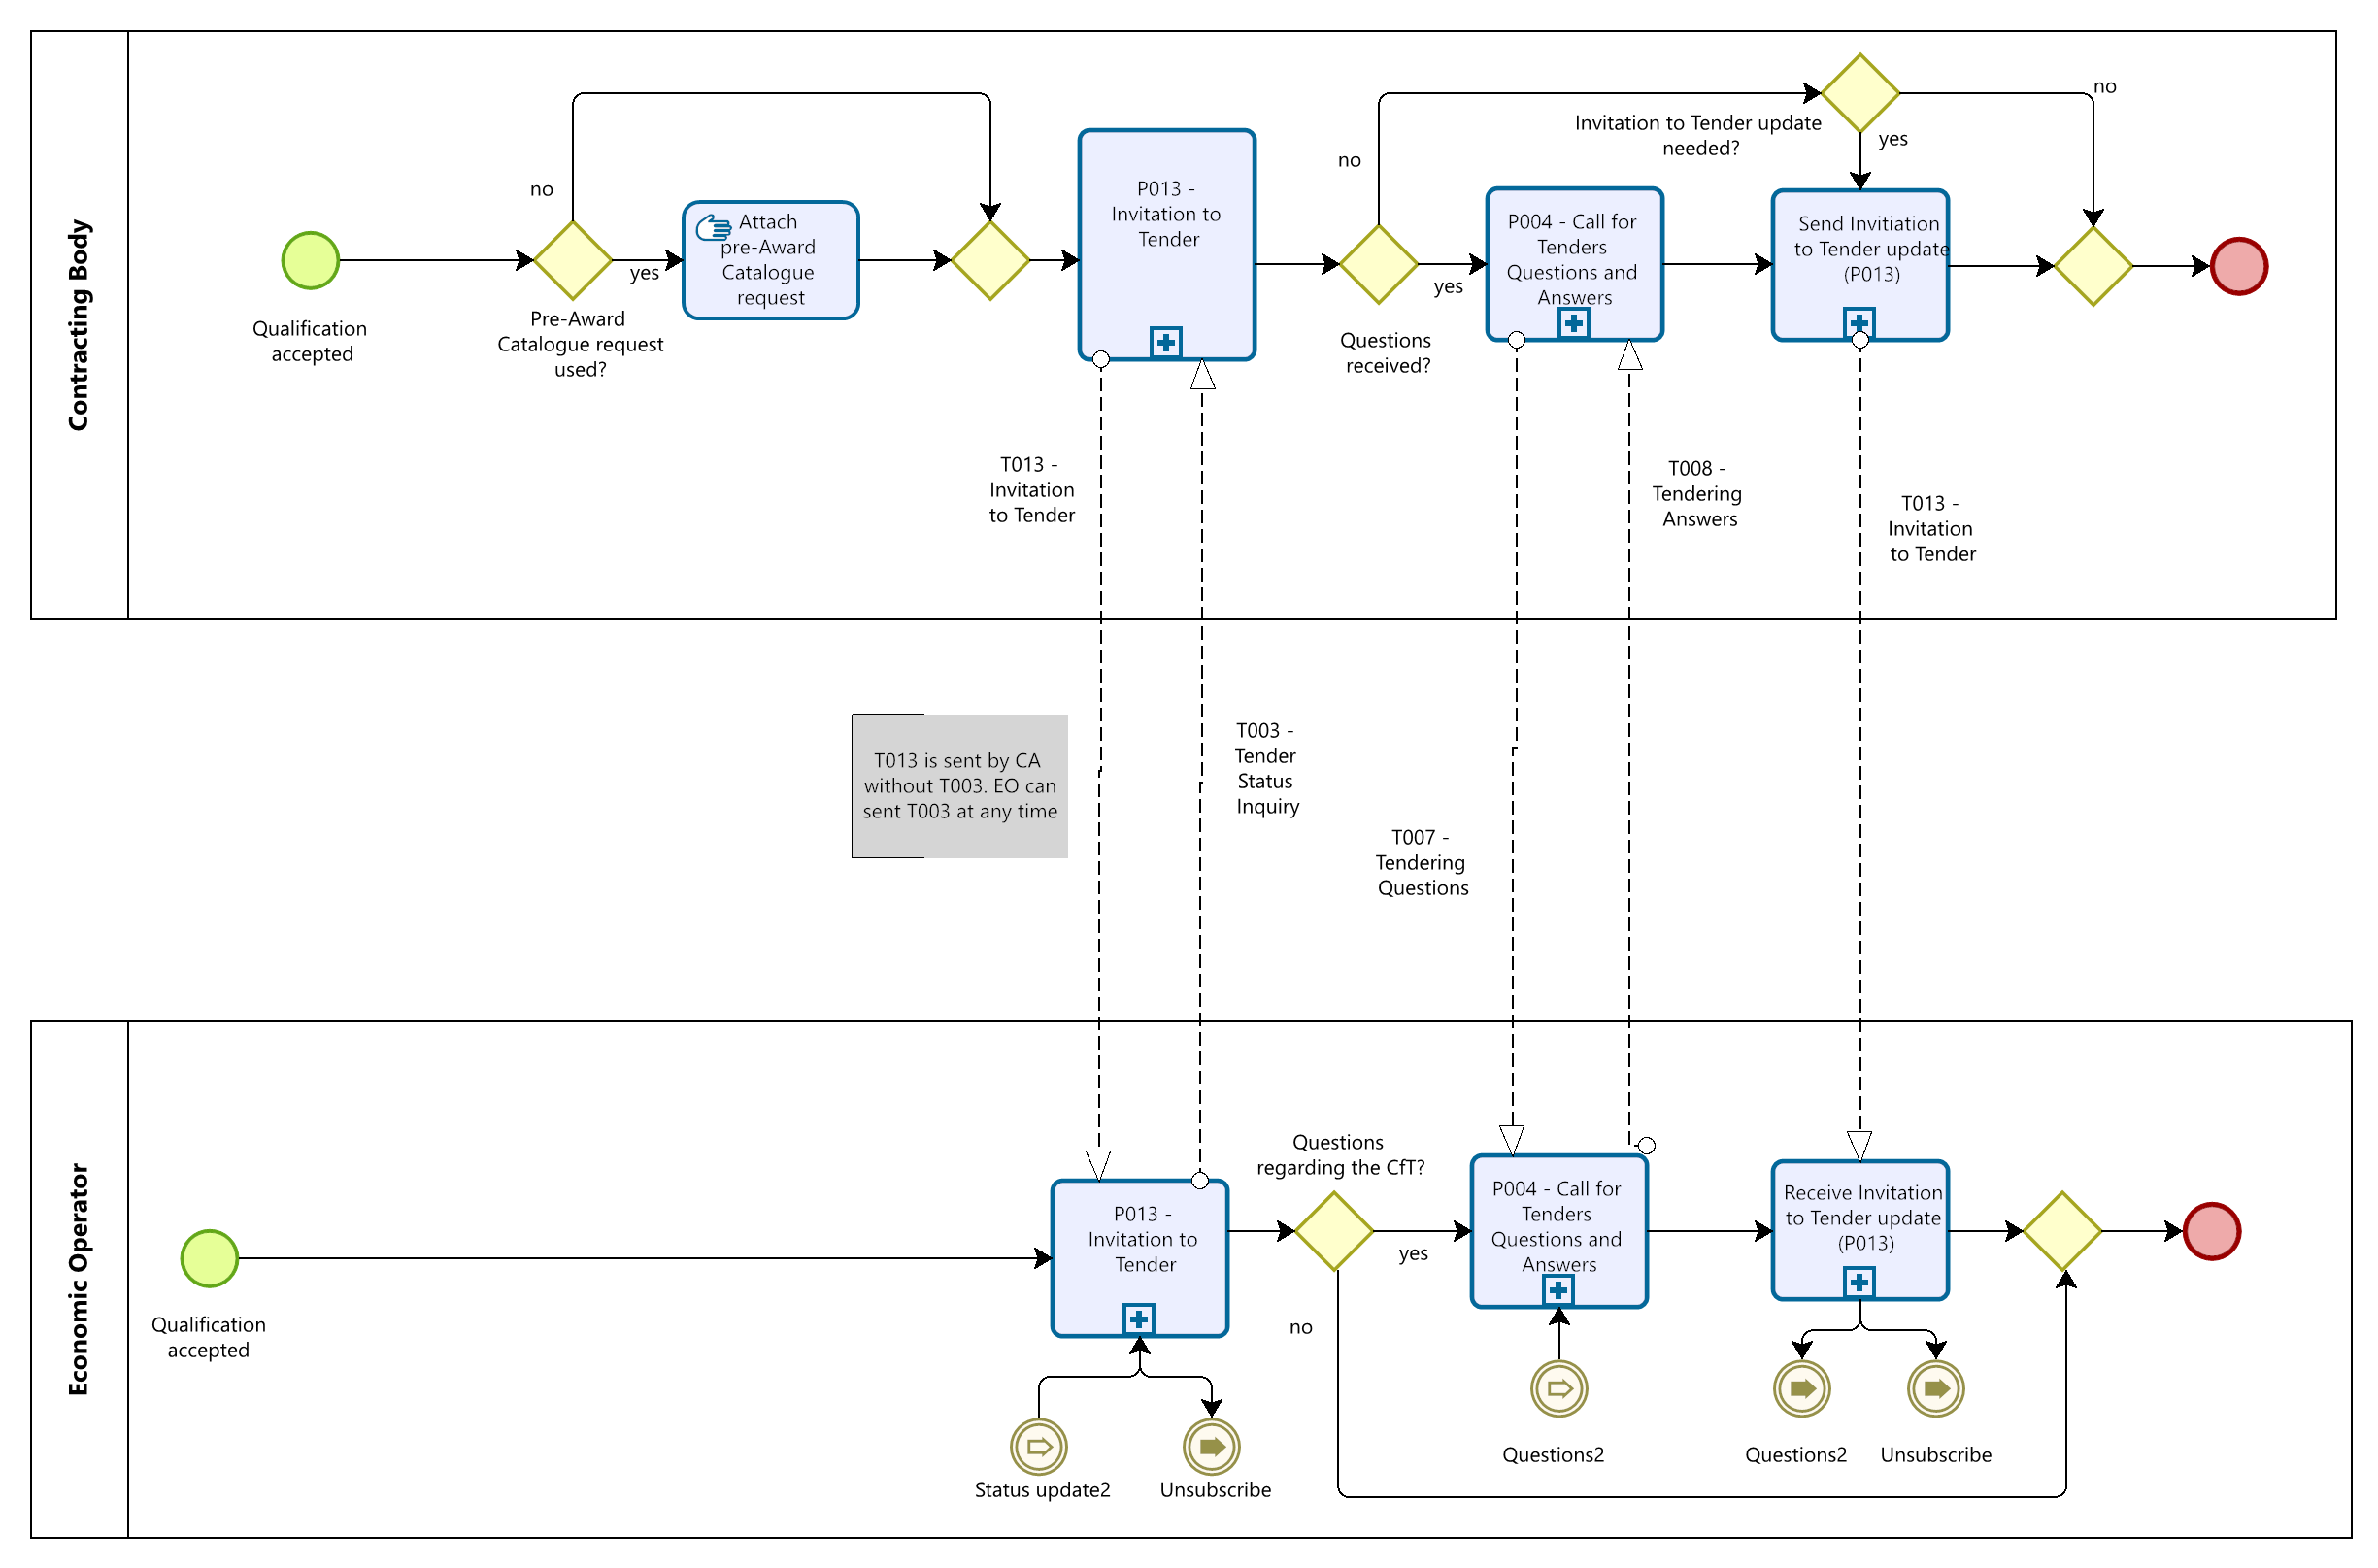 Contracting Body
no
Invitation to Tender update
needed?
yes
no
no
Attach
pre-Award
Catalogue
request
yes
P013 -
Invitation to
Tender
P004 - Call for
Tenders
Questions and
Answers
yes
Send Invitiation
to Tender update
(P013)
Qualification
accepted
Pre-Award
Catalogue request
used?
Questions
received?
T013 -
Invitation
to Tender
T008 -
Tendering
Answers
T013 -
Invitation
to Tender
T013 is sent by CA
without T003. EO can
sent T003 at any time
T003 -
Tender
Status
Inquiry
T007 -
Tendering
Questions
Economic Operator
Questions
regarding the CfT?
P013 -
Invitation to
Tender
yes
no
P004 - Call for
Tenders
Questions and
Answers
Receive Invitation
to Tender update
(P013)
Qualification
accepted
Status update2
Unsubscribe
Questions2
Questions2
Unsubscribe